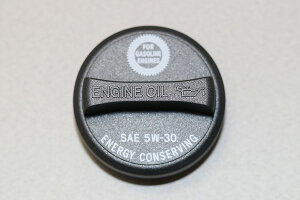 FOR
GASOLINE
ENGINES
ENGINE OIL
SAE 5W-30
ENERGY CONSERVING